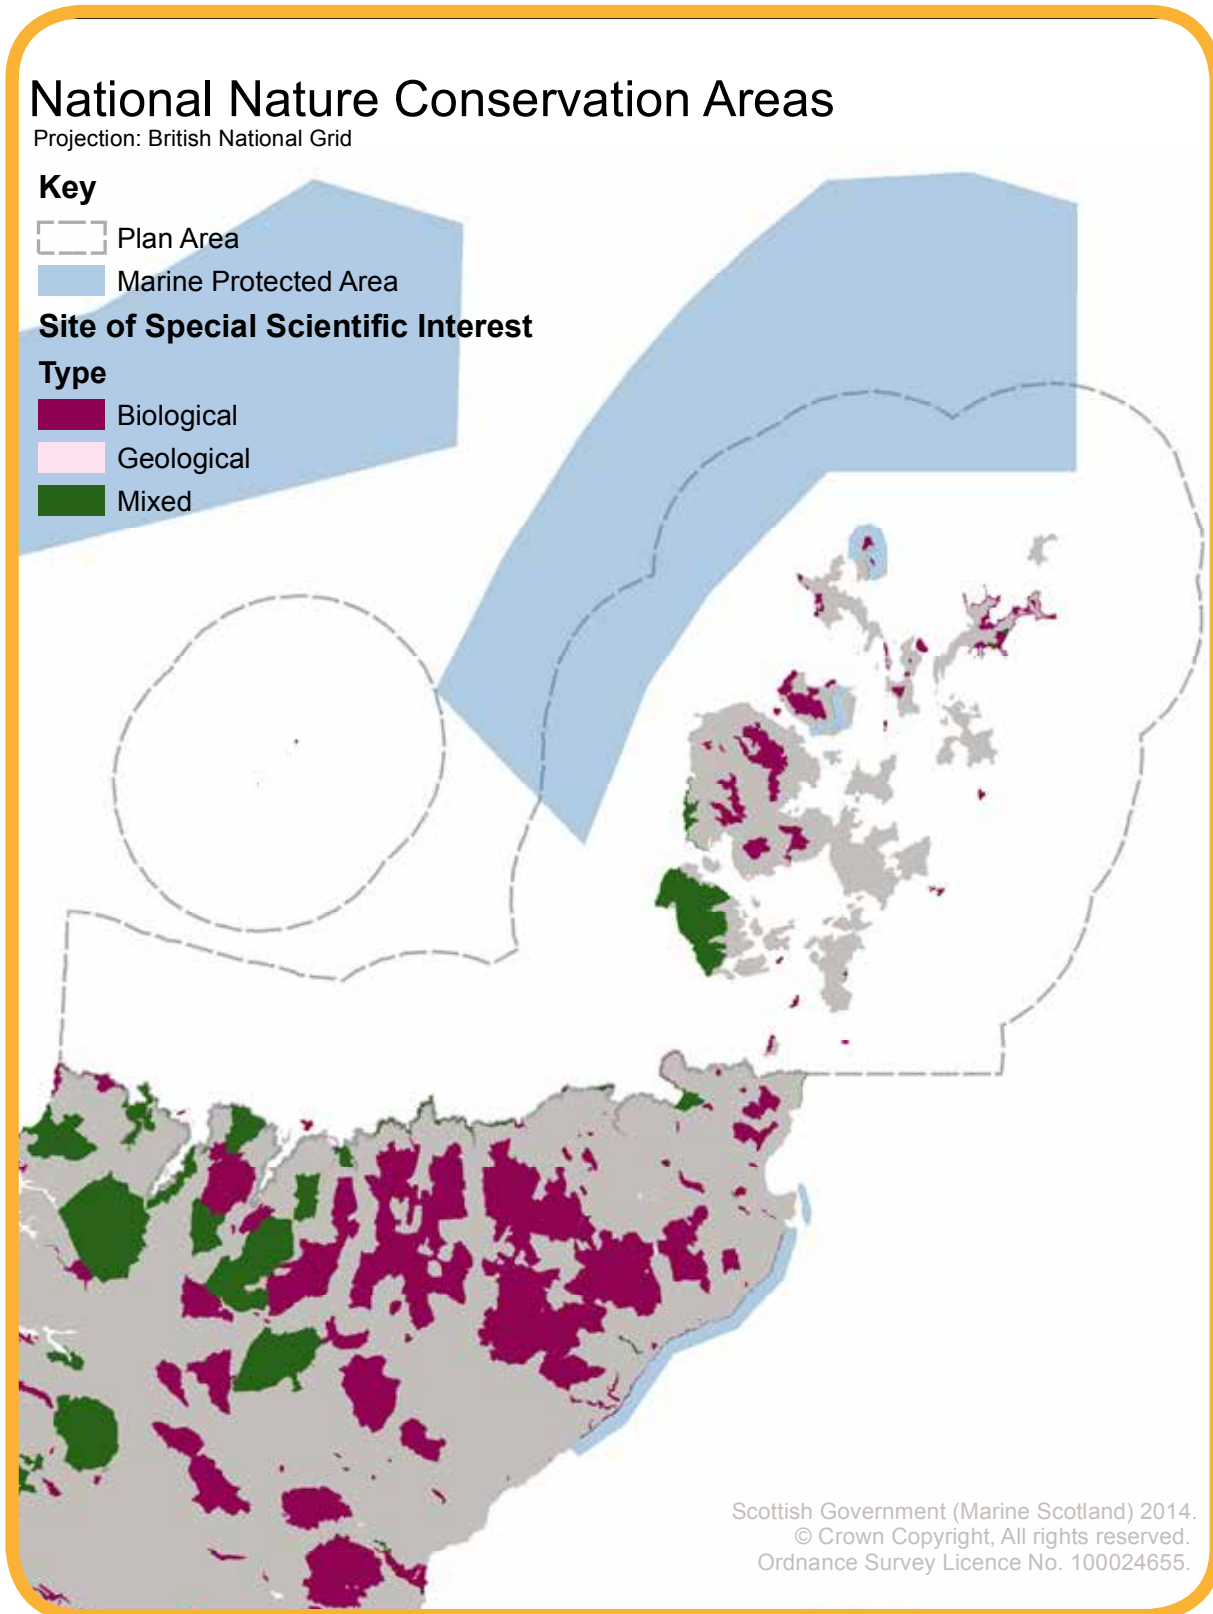 National Nature Conservation Areas
Projection: British National Grid
Key
Plan Area
Marine Protected Area
Site of Special Scientific Interest
Type
Biological
Geological
Mixed
Scottish Government (Marine Scotland) 2014.
© Crown Copyright, All rights reserved.
Ordnance Survey Licence No. 100024655.